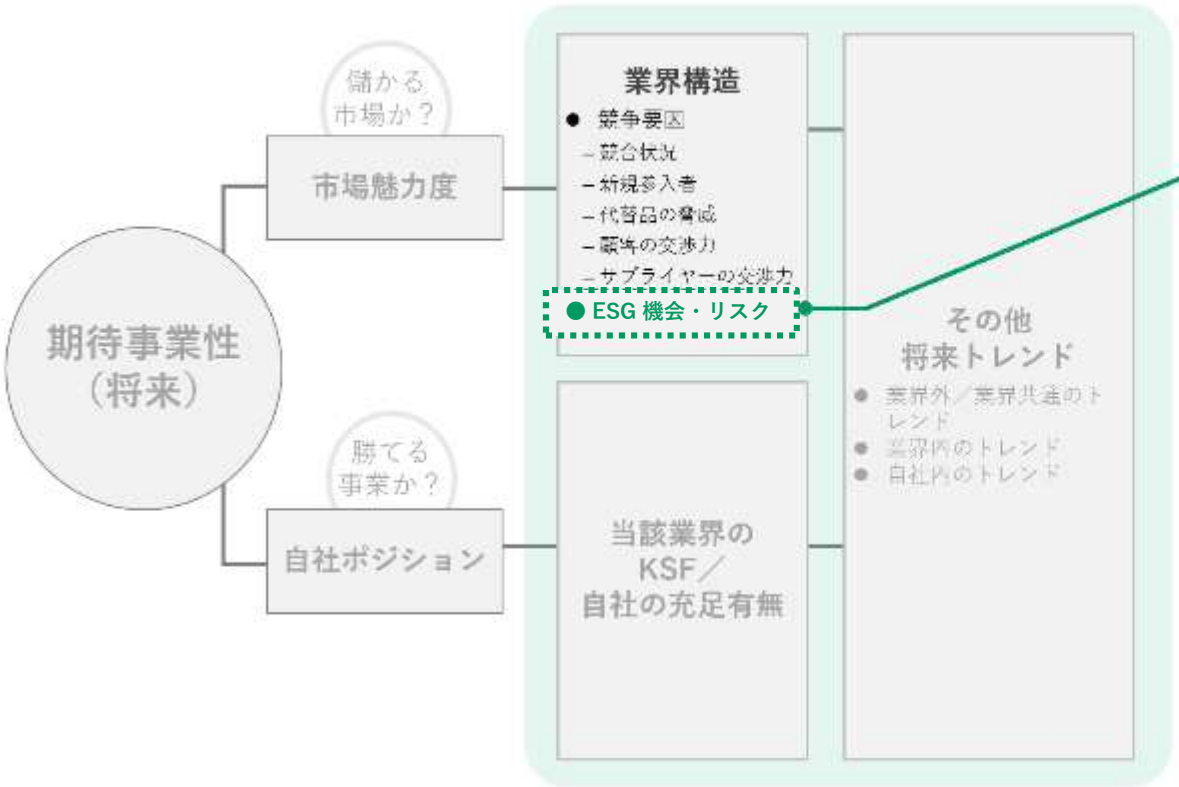 期待事業性
（将来）
儲かる
市場か？
市場魅力度
勝てる
事業か？
自社ポジション
業界構造
● 競争要因
– 競合状況
– 新規参入者
– 代替品の脅威
– 顧客の交渉力
– サプライヤーの交渉力
● ESG 機会・リスク
当該業界の
KSF／
自社の充足有無
その他
将来トレンド
● 業界外／業界共通のト
レンド
● 業界内のトレンド
● 自社内のトレンド